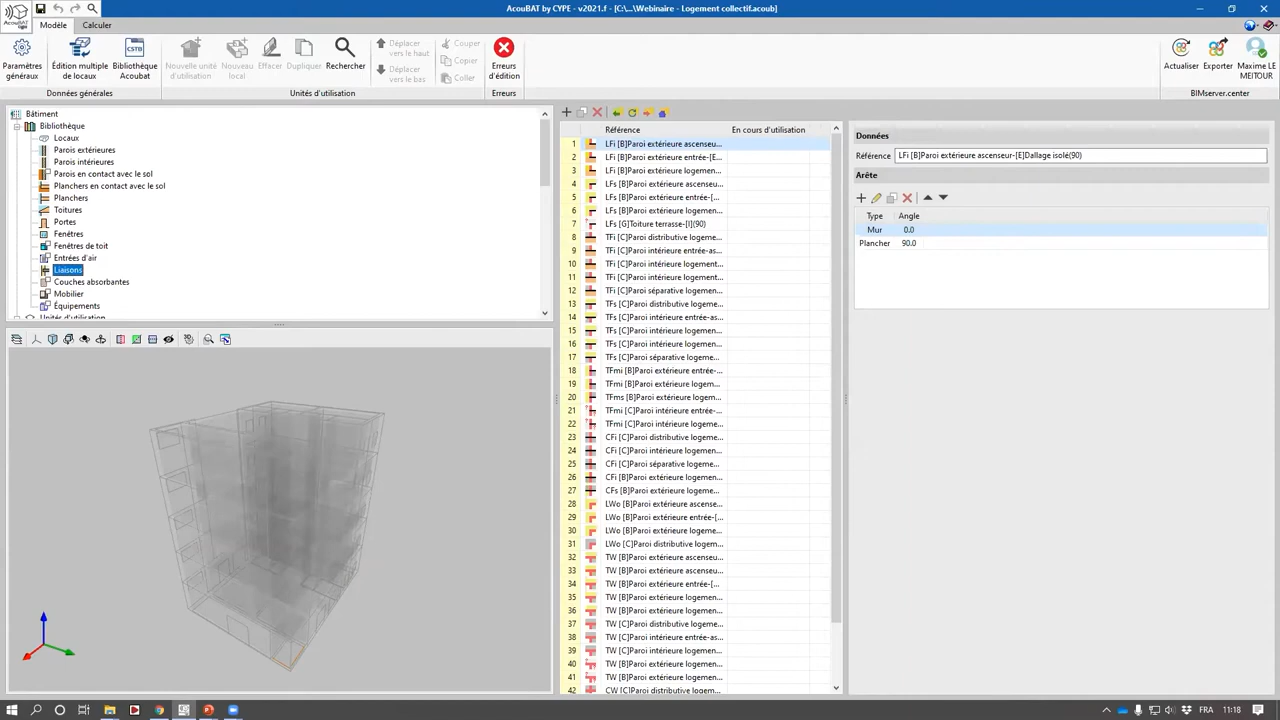 AcouBAT by CYPE - v2021.f - [C:\...\Webinaire - Logement collectif.acoub]
AcouBAT
cype
Modèle
Calculer
Paramètres généraux
Édition multiple de locaux
CSTB
Bibliothèque Acoubat
Nouvelle unité d'utilisation
Nouveau local
Effacer
Dupliquer
Rechercher
Déplacer vers le haut
Déplacer vers le bas
Couper
Copier
Coller
Erreurs d'édition
Actualiser
Exporter
Maxime LE MEITOUR
Données générales
Unités d'utilisation
Erreurs
BIMserver.center
Bâtiment
Bibliothèque
Locaux
Parois extérieures
Parois intérieures
Parois en contact avec le sol
Planchers en contact avec le sol
Planchers
Toitures
Portes
Fenêtres
Fenêtres de toit
Entrées d'air
Liaisons
Couches absorbantes
Mobilier
Équipements
Unités d'utilisation
Référence En cours d'utilisation
1 LFi [B]Paroi extérieure ascenseu...
2 LFi [B]Paroi extérieure entrée-[E...
3 LFi [B]Paroi extérieure logemen...
4 LFs [B]Paroi extérieure ascenseu...
5 LFs [B]Paroi extérieure entrée-[...
6 LFs [B]Paroi extérieure logemen...
7 LFs [G]Toiture terrasse-[I](90)
8 TFi [C]Paroi distributive logeme...
9 TFi [C]Paroi intérieure entrée-as...
10 TFi [C]Paroi intérieure logement...
11 TFi [C]Paroi intérieure logement...
12 TFi [C]Paroi séparative logemen...
13 TFs [C]Paroi distributive logeme...
14 TFs [C]Paroi intérieure entrée-as...
15 TFs [C]Paroi intérieure logemen...
16 TFs [C]Paroi intérieure logemen...
17 TFs [C]Paroi séparative logeme...
18 TFmi [B]Paroi extérieure entrée-...
19 TFmi [B]Paroi extérieure logem...
20 TFms [B]Paroi extérieure logem...
21 TFmi [C]Paroi intérieure entrée-...
22 TFmi [C]Paroi intérieure logem...
23 CFi [C]Paroi distributive logeme...
24 CFi [C]Paroi intérieure logemen...
25 CFi [C]Paroi séparative logeme...
26 CFi [B]Paroi extérieure logemen...
27 CFs [B]Paroi extérieure logeme...
28 LWo [B]Paroi extérieure ascense...
29 LWo [B]Paroi extérieure entrée-[...
30 LWo [B]Paroi extérieure logeme...
31 LWo [C]Paroi distributive logem...
32 TW [B]Paroi extérieure ascenseu...
33 TW [B]Paroi extérieure ascenseu...
34 TW [B]Paroi extérieure entrée-[...
35 TW [B]Paroi extérieure logemen...
36 TW [B]Paroi extérieure logemen...
37 TW [C]Paroi distributive logeme...
38 TW [C]Paroi intérieure entrée-as...
39 TW [C]Paroi intérieure logemen...
40 TW [B]Paroi extérieure logemen...
41 TW [B]Paroi extérieure logemen...
42 CW [C]Paroi distributive logem...
Données
Référence LFi [B]Paroi extérieure ascenseur-[E]Dallage isolé(90)
Arête
Type Angle
Mur 0.0
Plancher 90.0
FRA 11:18